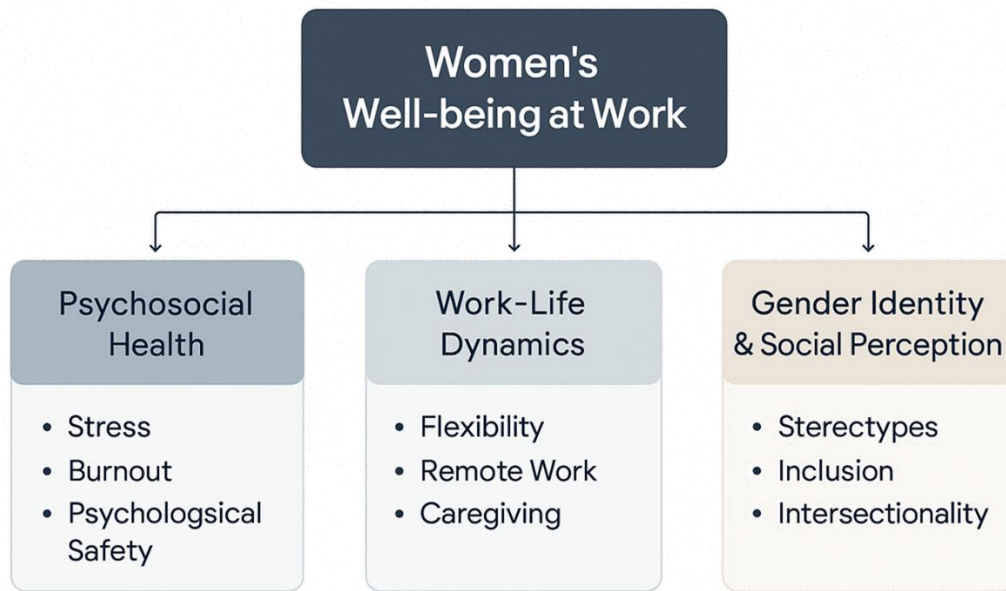 Women's
Well-being at Work
Psychosocial
Health
• Stress
• Burnout
• Psychologsical
Safety
Work-Life
Dynamics
• Flexibility
• Remote Work
• Caregiving
Gender Identity
& Social Perception
• Sterectypes
• Inclusion
• Intersectionality